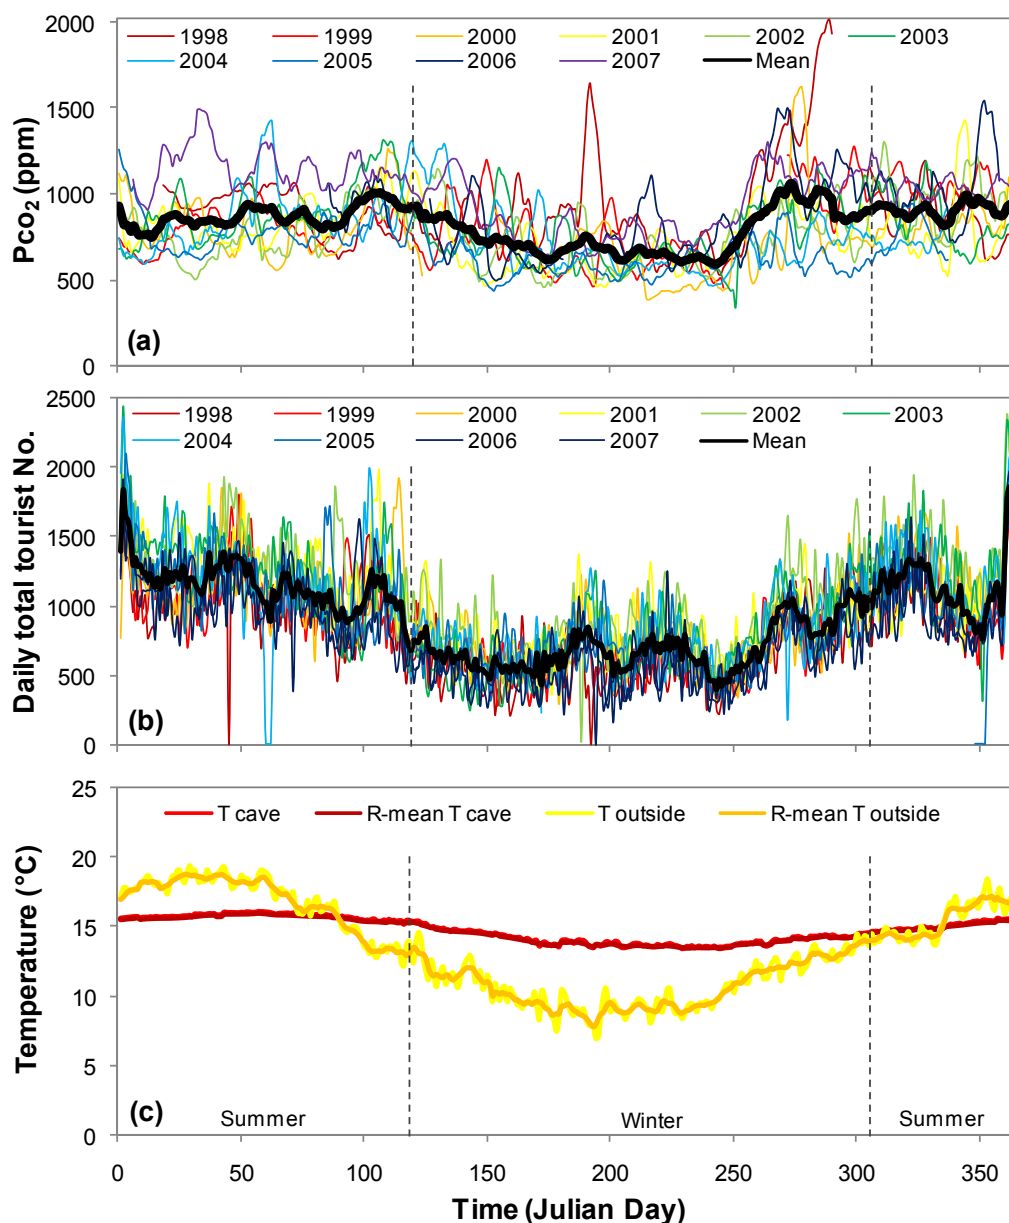 2000
1998 1999 2000 2001 2002 2003
2004 2005 2006 2007 Mean
1500
1000
500
0
Pco₂ (ppm)
(a)
2500
1998 1999 2000 2001 2002 2003
2004 2005 2006 2007 Mean
2000
1500
1000
500
0
Daily total tourist No.
(b)
25
T cave R-mean T cave T outside R-mean T outside
20
15
10
5
0
Temperature (°C)
(c)
Summer Winter Summer
0 50 100 150 200 250 300 350
Time (Julian Day)